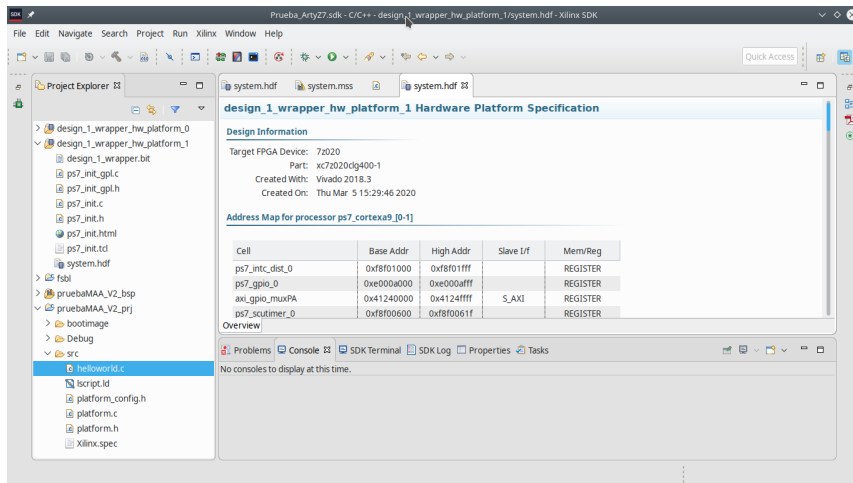 SDK
Prueba_ArtyZ7.sdk - C/C++ - design_1_wrapper_hw_platform_1/system.hdf - Xilinx SDK
File Edit Navigate Search Project Run Xilinx Window Help
Quick Access
Project Explorer
system.hdf system.mss system.hdf
design_1_wrapper_hw_platform_0
design_1_wrapper_hw_platform_1
design_1_wrapper.bit
ps7_init_gpl.c
ps7_init_gpl.h
ps7_init.c
ps7_init.h
ps7_init.html
ps7_init.tcl
system.hdf
fsbl
pruebaMAA_V2_bsp
pruebaMAA_V2_prj
bootimage
Debug
src
helloworld.c
lscript.ld
platform_config.h
platform.c
platform.h
Xilinx.spec
design_1_wrapper_hw_platform_1 Hardware Platform Specification
Design Information
Target FPGA Device: 7z020
Part: xc7z020clg400-1
Created With: Vivado 2018.3
Created On: Thu Mar 5 15:29:46 2020
Address Map for processor ps7_cortexa9_[0-1]
Cell Base Addr High Addr Slave I/f Mem/Reg
ps7_intc_dist_0 0xf8f01000 0xf8f01fff REGISTER
ps7_gpio_0 0xe000a000 0xe000afff REGISTER
axi_gpio_muxPA 0x41240000 0x4124ffff S_AXI REGISTER
ps7_scutimer_0 0xf8f00600 0xf8f0061f REGISTER
Overview
Problems Console SDK Terminal SDK Log Properties Tasks
No consoles to display at this time.